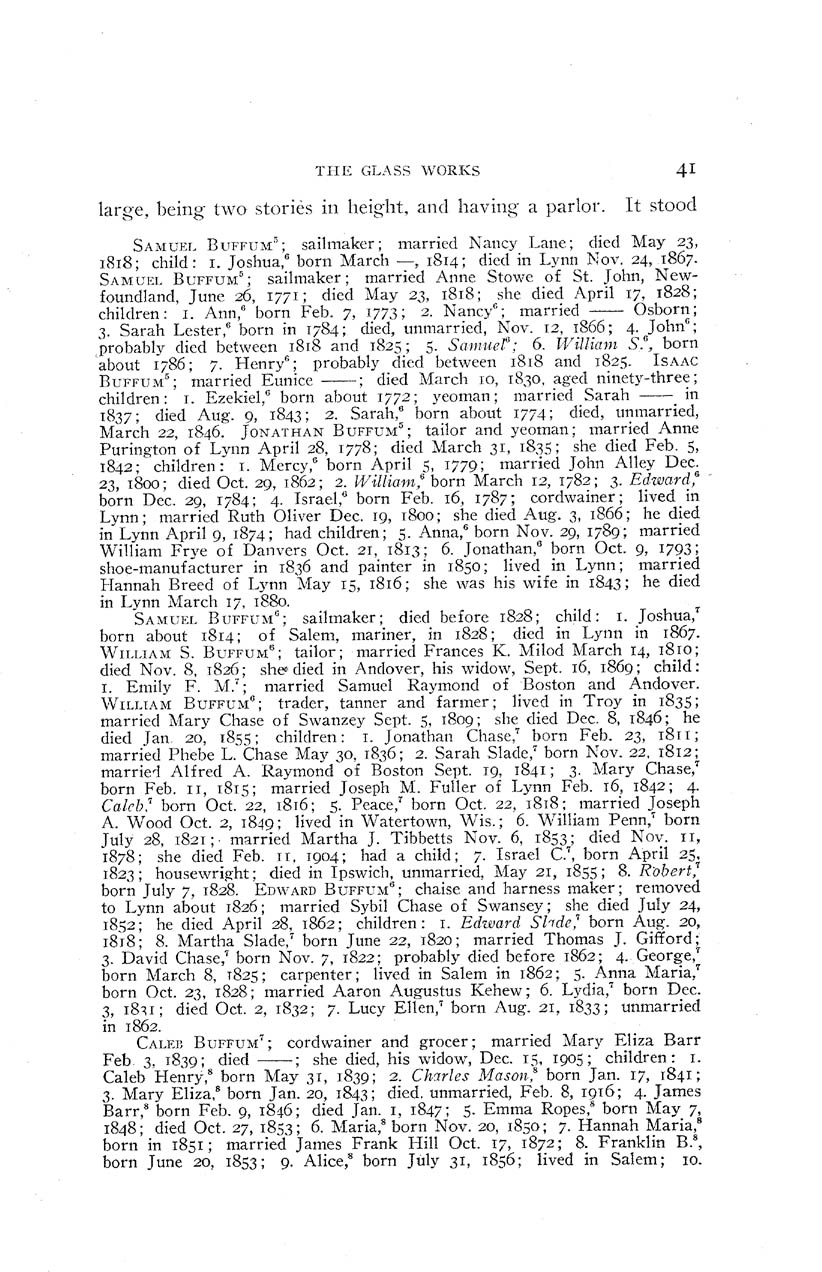 THE GLASS WORKS 41
large, being two stories in height, and having a parlor. It stood
SAMUEL BUFFUM⁵; sailmaker; married Nancy Lane; died May 23,
1818; child: 1. Joshua,⁶ born March —, 1814; died in Lynn Nov. 24, 1867.
SAMUEL BUFFUM⁵; sailmaker; married Anne Stowe of St. John, New-
foundland, June 26, 1771; died May 23, 1818; she died April 17, 1828;
children: 1. Ann,⁶ born Feb. 7, 1773; 2. Nancy⁶; married —— Osborn;
3. Sarah Lester,⁶ born in 1784; died, unmarried, Nov. 12, 1866; 4. John⁶;
probably died between 1818 and 1825; 5. Samuel⁶; 6. William S.⁶, born
about 1786; 7. Henry⁶; probably died between 1818 and 1825. ISAAC
BUFFUM⁵; married Eunice ——; died March 10, 1830, aged ninety-three;
children: 1. Ezekiel,⁶ born about 1772; yeoman; married Sarah —— in
1837; died Aug. 9, 1843; 2. Sarah,⁶ born about 1774; died, unmarried,
March 22, 1846. JONATHAN BUFFUM⁵; tailor and yeoman; married Anne
Purington of Lynn April 28, 1778; died March 31, 1835; she died Feb. 5,
1842; children: 1. Mercy,⁶ born April 5, 1779; married John Alley Dec.
23, 1800; died Oct. 29, 1862; 2. William,⁶ born March 12, 1782; 3. Edward,⁶
born Dec. 29, 1784; 4. Israel,⁶ born Feb. 16, 1787; cordwainer; lived in
Lynn; married Ruth Oliver Dec. 19, 1800; she died Aug. 3, 1866; he died
in Lynn April 9, 1874; had children; 5. Anna,⁶ born Nov. 29, 1789; married
William Frye of Danvers Oct. 21, 1813; 6. Jonathan,⁶ born Oct. 9, 1793;
shoe-manufacturer in 1836 and painter in 1850; lived in Lynn; married
Hannah Breed of Lynn May 15, 1816; she was his wife in 1843; he died
in Lynn March 17, 1880.
SAMUEL BUFFUM⁶; sailmaker; died before 1828; child: 1. Joshua,⁷
born about 1814; of Salem, mariner, in 1828; died in Lynn in 1867.
WILLIAM S. BUFFUM⁶; tailor; married Frances K. Milod March 14, 1810;
died Nov. 8, 1826; she died in Andover, his widow, Sept. 16, 1869; child:
1. Emily F. M.⁷; married Samuel Raymond of Boston and Andover.
WILLIAM BUFFUM⁶; trader, tanner and farmer; lived in Troy in 1835;
married Mary Chase of Swanzey Sept. 5, 1809; she died Dec. 8, 1846; he
died Jan. 20, 1855; children: 1. Jonathan Chase,⁷ born Feb. 23, 1811;
married Phebe L. Chase May 30, 1836; 2. Sarah Slade,⁷ born Nov. 22, 1812;
married Alfred A. Raymond of Boston Sept. 19, 1841; 3. Mary Chase,⁷
born Feb. 11, 1815; married Joseph M. Fuller of Lynn Feb. 16, 1842; 4.
Caleb,⁷ born Oct. 22, 1816; 5. Peace,⁷ born Oct. 22, 1818; married Joseph
A. Wood Oct. 2, 1849; lived in Watertown, Wis.; 6. William Penn,⁷ born
July 28, 1821; married Martha J. Tibbetts Nov. 6, 1853; died Nov. 11,
1878; she died Feb. 11, 1904; had a child; 7. Israel C.⁷, born April 25,
1823; housewright; died in Ipswich, unmarried, May 21, 1855; 8. Robert,⁷
born July 7, 1828. EDWARD BUFFUM⁶; chaise and harness maker; removed
to Lynn about 1826; married Sybil Chase of Swansey; she died July 24,
1852; he died April 28, 1862; children: 1. Edward Slade,⁷ born Aug. 20,
1818; 8. Martha Slade,⁷ born June 22, 1820; married Thomas J. Gifford;
3. David Chase,⁷ born Nov. 7, 1822; probably died before 1862; 4. George,⁷
born March 8, 1825; carpenter; lived in Salem in 1862; 5. Anna Maria,⁷
born Oct. 23, 1828; married Aaron Augustus Kehew; 6. Lydia,⁷ born Dec.
3, 1831; died Oct. 2, 1832; 7. Lucy Ellen,⁷ born Aug. 21, 1833; unmarried
in 1862.
CALEB BUFFUM⁷; cordwainer and grocer; married Mary Eliza Barr
Feb. 3, 1839; died ——; she died, his widow, Dec. 15, 1905; children: 1.
Caleb Henry,⁸ born May 31, 1839; 2. Charles Mason,⁸ born Jan. 17, 1841;
3. Mary Eliza,⁸ born Jan. 20, 1843; died, unmarried, Feb. 8, 1916; 4. James
Barr,⁸ born Feb. 9, 1846; died Jan. 1, 1847; 5. Emma Ropes,⁸ born May 7,
1848; died Oct. 27, 1853; 6. Maria,⁸ born Nov. 20, 1850; 7. Hannah Maria,⁸
born in 1851; married James Frank Hill Oct. 17, 1872; 8. Franklin B.⁸,
born June 20, 1853; 9. Alice,⁸ born July 31, 1856; lived in Salem; 10.